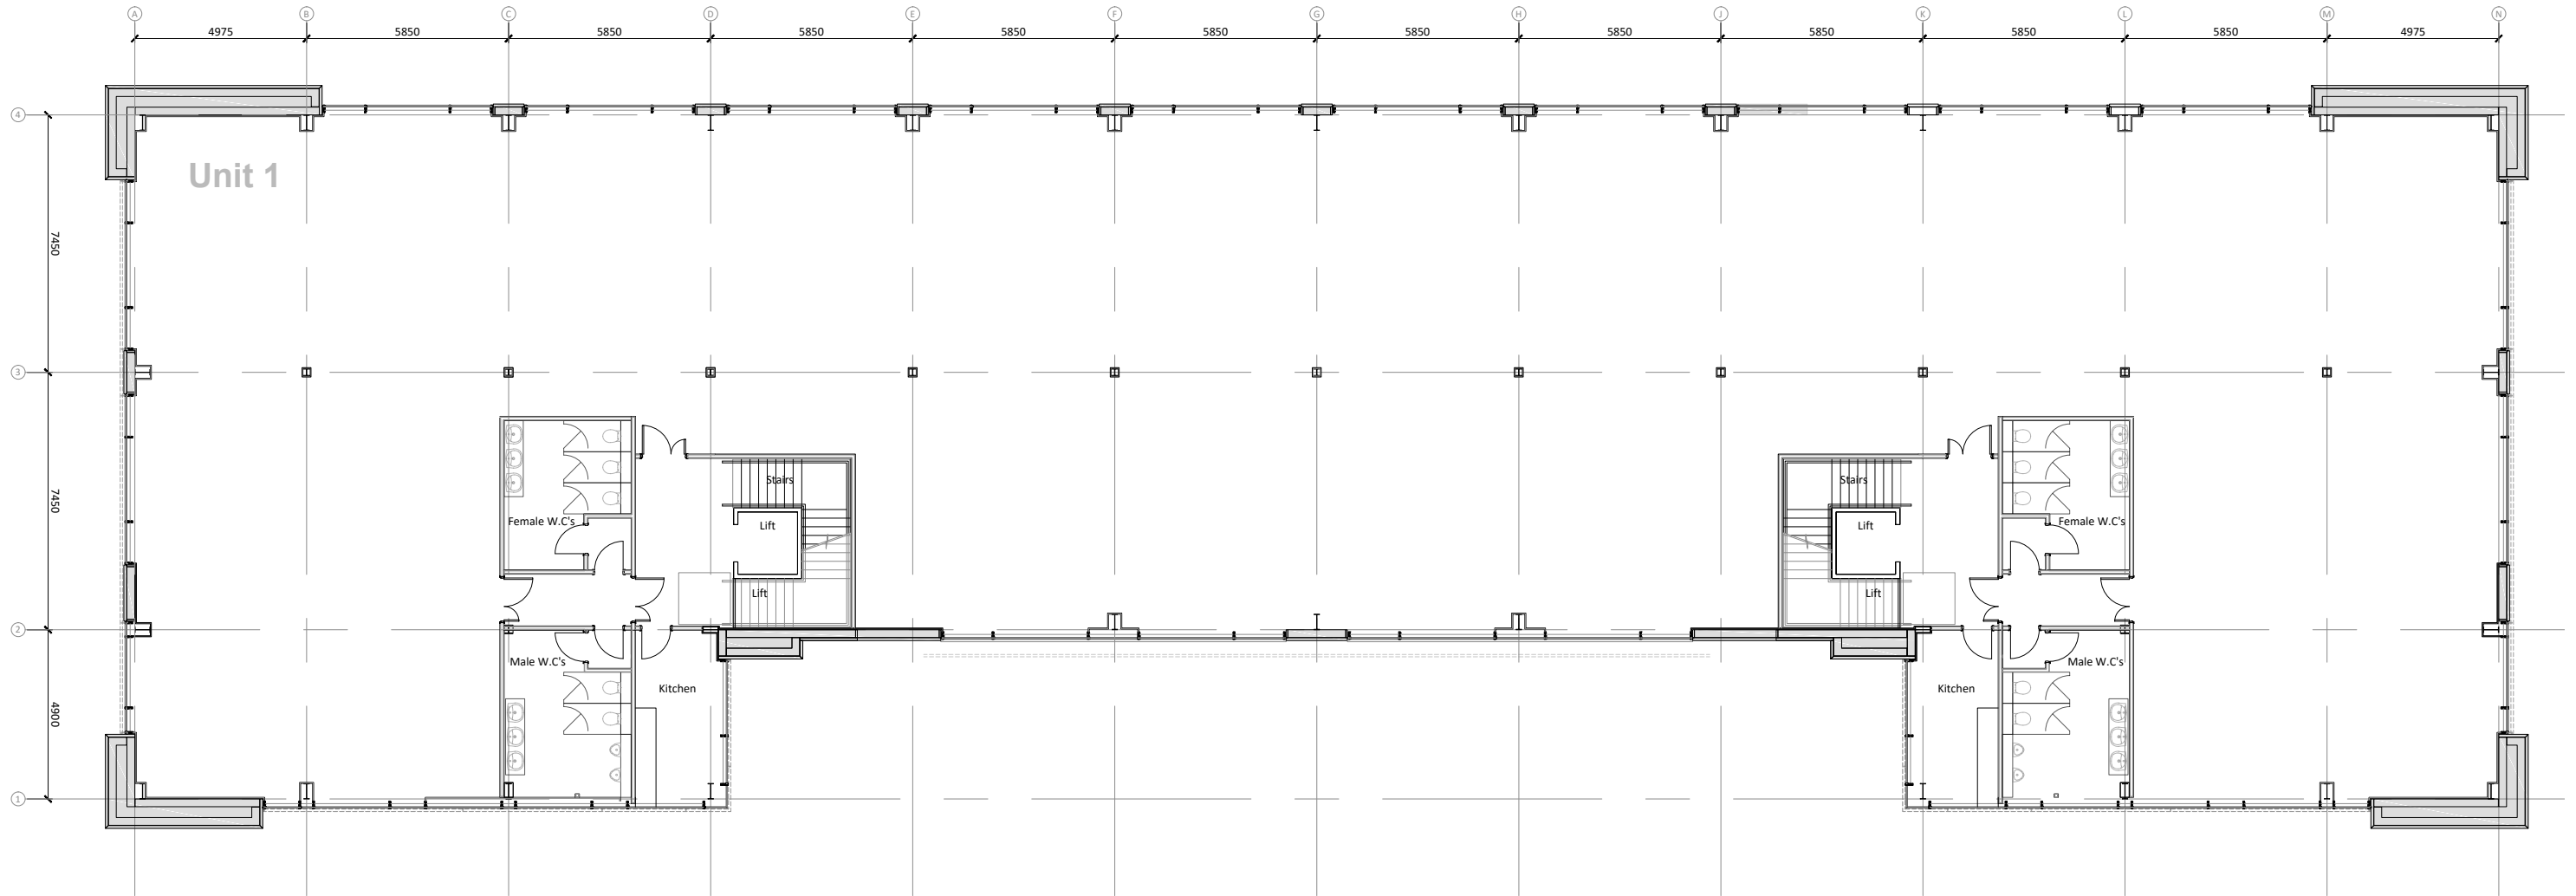 A B C D E F G H J K L M N
4975 5850 5850 5850 5850 5850 5850 5850 5850 5850 5850 4975
4
Unit 1
7450
3
Stairs Stairs
7450
Female W.C's Lift Lift Female W.C's
Lift Lift
2
Male W.C's Male W.C's
Kitchen Kitchen
4900
1